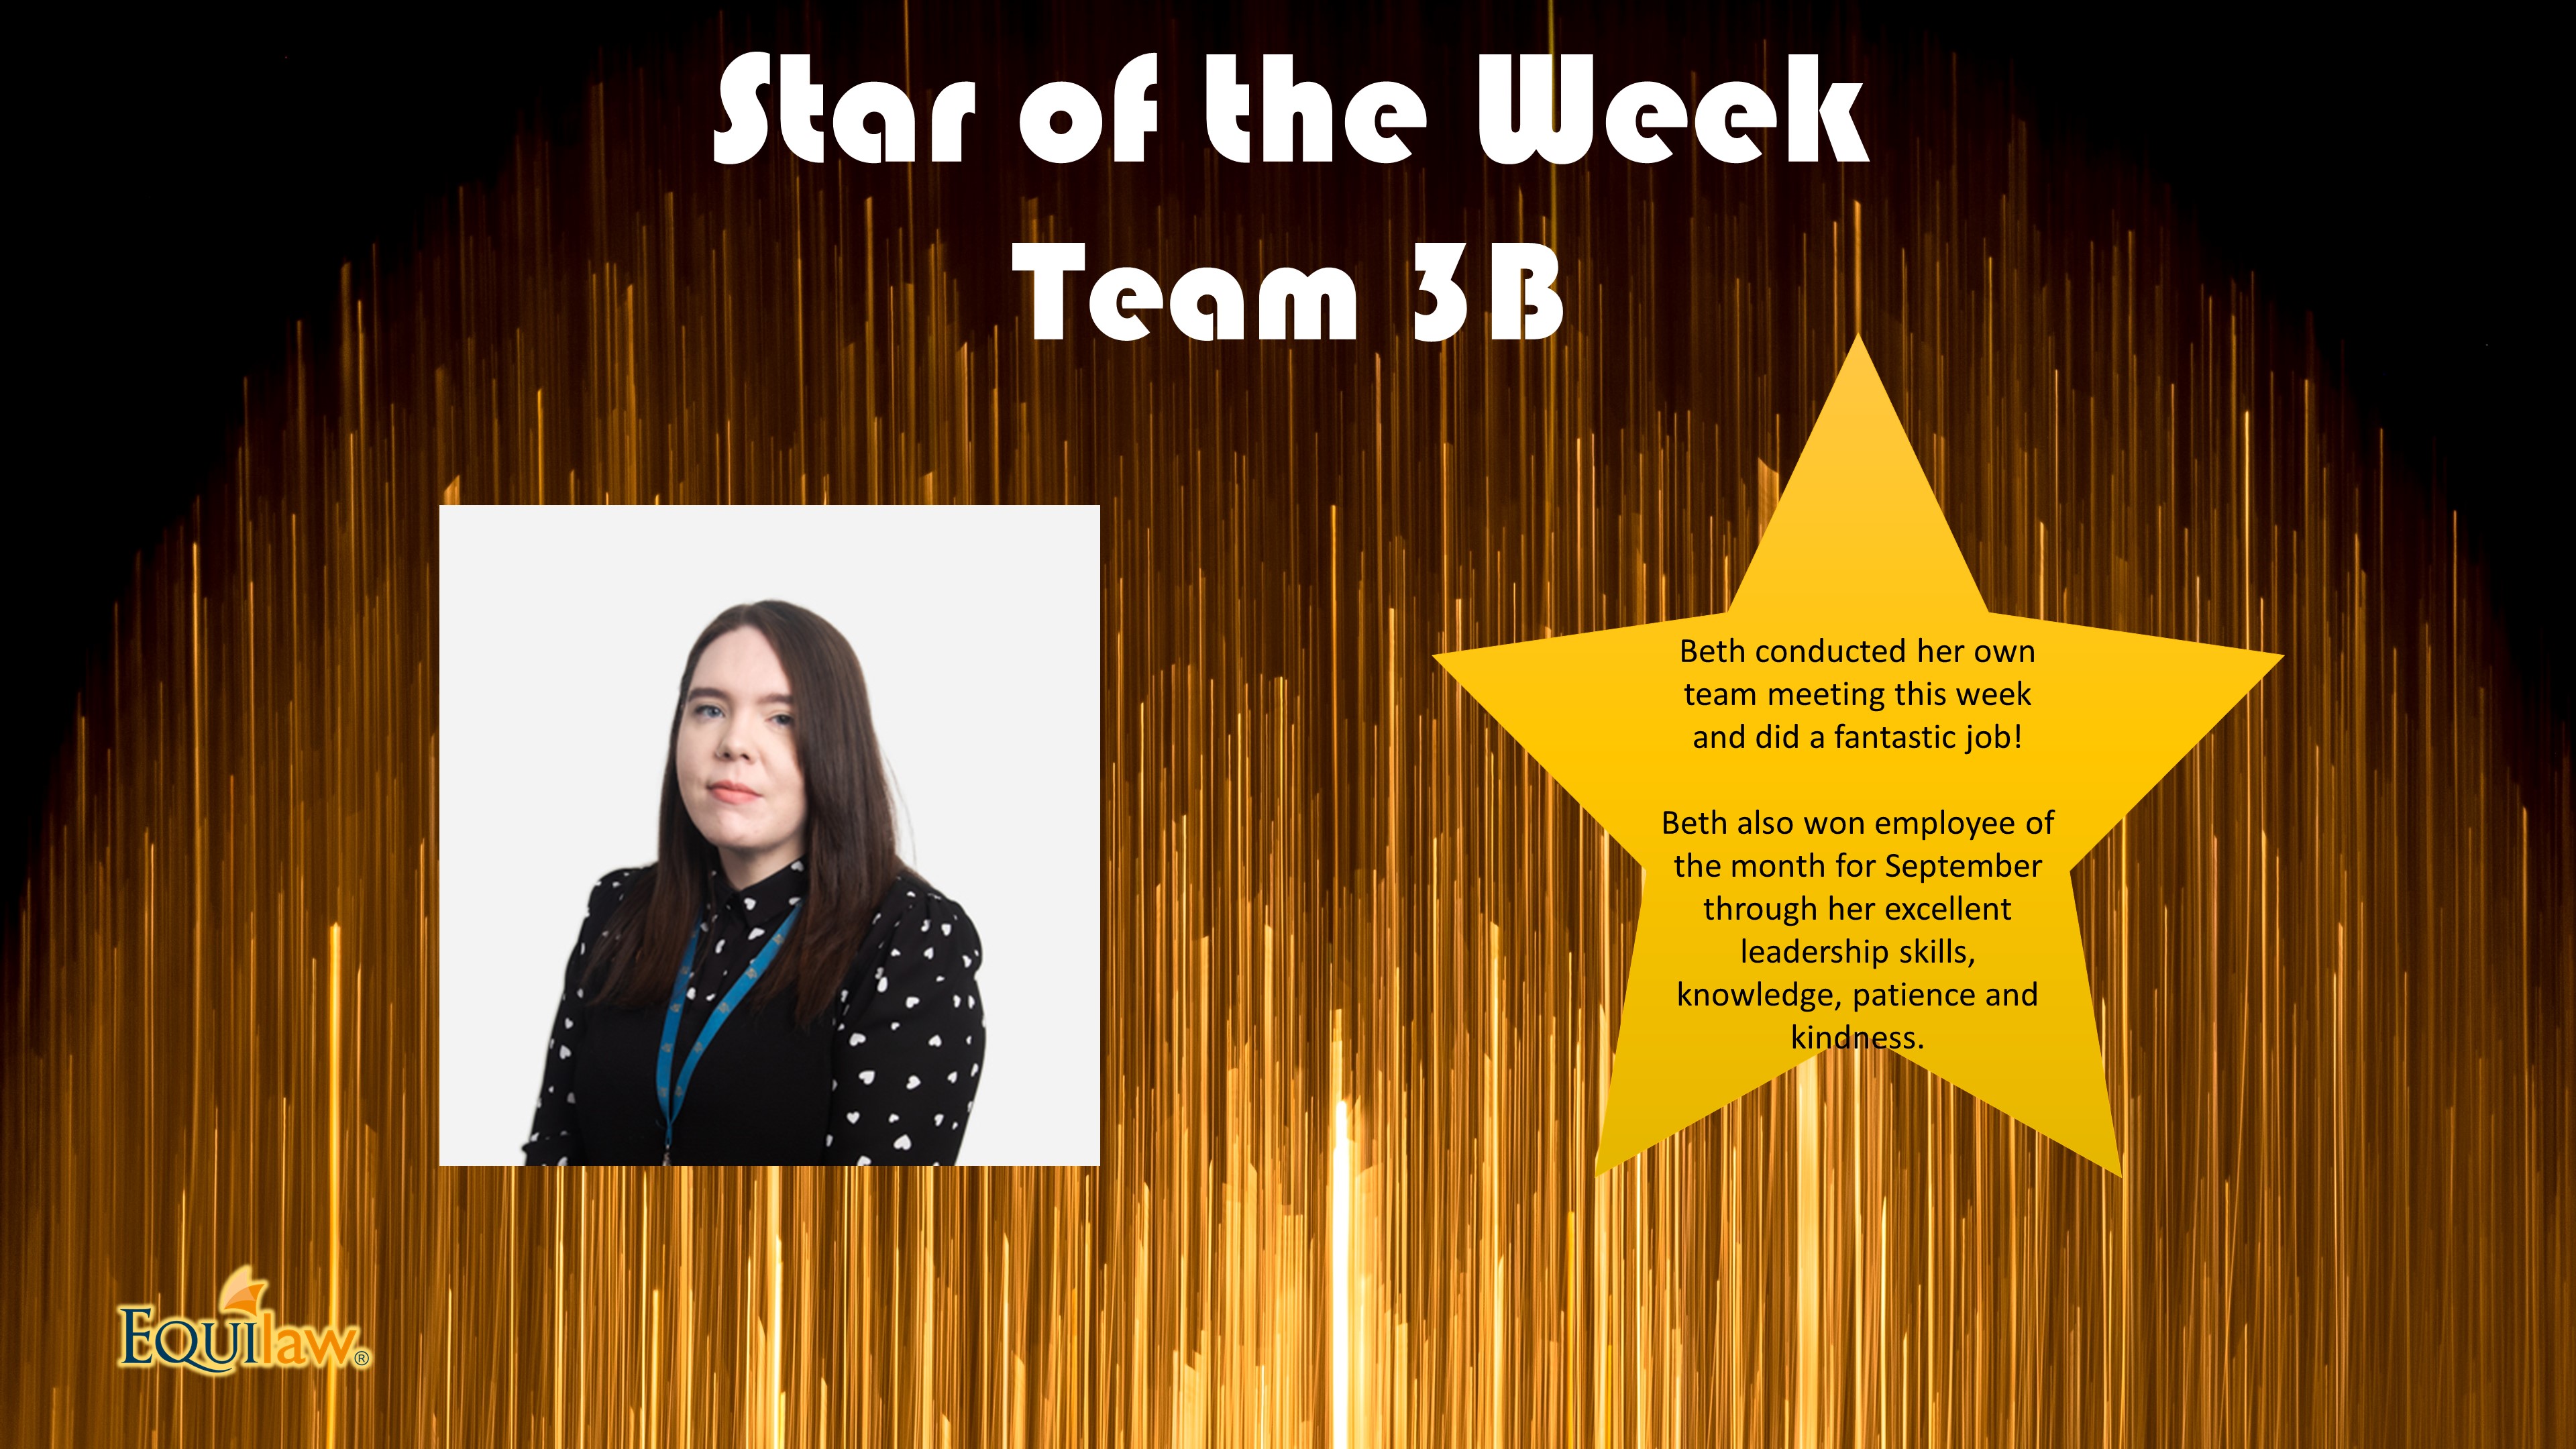 Star of the Week
Team 3B
Beth conducted her own
team meeting this week
and did a fantastic job!
Beth also won employee of
the month for September
through her excellent
leadership skills,
knowledge, patience and
kindness.
EQUIlaw®